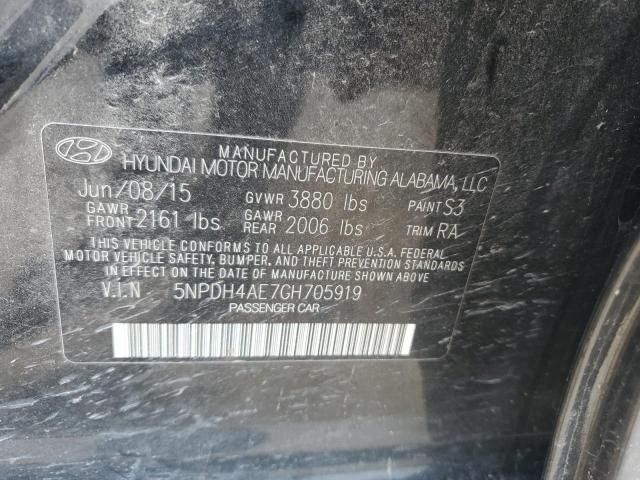 MANUFACTURED BY
HYUNDAI MOTOR MANUFACTURING ALABAMA, LLC
Jun/08/15 GVWR 3880 lbs PAINT S3
GAWR FRONT 2161 lbs GAWR REAR 2006 lbs TRIM RA
THIS VEHICLE CONFORMS TO ALL APPLICABLE U.S.A. FEDERAL
MOTOR VEHICLE SAFETY, BUMPER, AND THEFT PREVENTION STANDARDS
IN EFFECT ON THE DATE OF MANUFACTURE SHOWN ABOVE
V.I.N 5NPDH4AE7GH705919
PASSENGER CAR